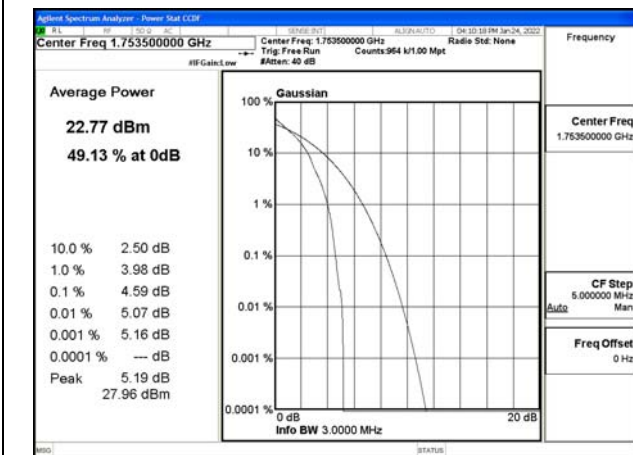 Agilent Spectrum Analyzer - Power Stat CCDF
RL RF 50 Ω AC SENSE:INT ALIGN AUTO 04:10:18 PM Jan 24, 2022
Center Freq 1.753500000 GHz
Center Freq: 1.753500000 GHz Radio Std: None
Trig: Free Run Counts:964 k/1.00 Mpt
#IFGain:Low #Atten: 40 dB
Frequency
Average Power
22.77 dBm
49.13 % at 0dB
10.0 % 2.50 dB
1.0 % 3.98 dB
0.1 % 4.59 dB
0.01 % 5.07 dB
0.001 % 5.16 dB
0.0001 % --- dB
Peak 5.19 dB
27.96 dBm
Gaussian
100 %
10 %
1 %
0.1 %
0.01 %
0.001 %
0.0001 %
0 dB 20 dB
Info BW 3.0000 MHz
Center Freq
1.753500000 GHz
CF Step
5.000000 MHz
Auto Man
Freq Offset
0 Hz
MSG STATUS